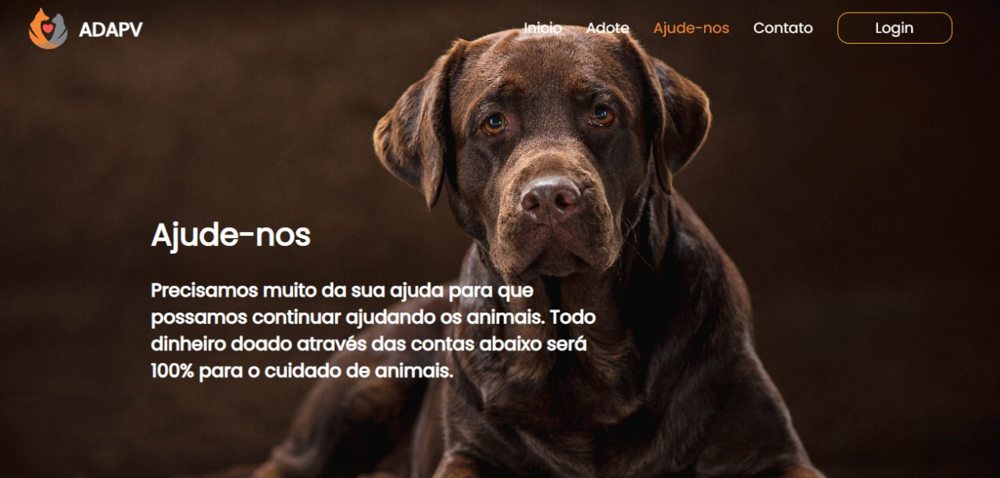 ADAPV
Inicio Adote Ajude-nos Contato Login
Ajude-nos
Precisamos muito da sua ajuda para que
possamos continuar ajudando os animais. Todo
dinheiro doado através das contas abaixo será
100% para o cuidado de animais.